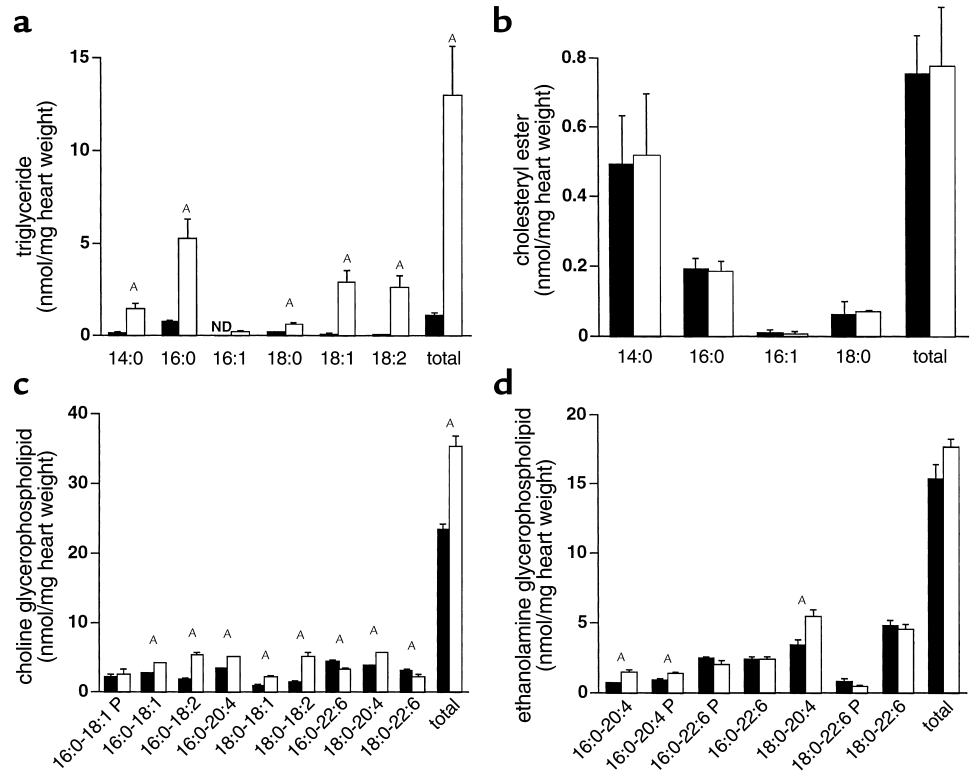 a
triglyceride
(nmol/mg heart weight)
15
10
5
0
A
A
ND
A
A
A
A
14:0 16:0 16:1 18:0 18:1 18:2 total
b
cholesteryl ester
(nmol/mg heart weight)
0.8
0.6
0.4
0.2
0
14:0 16:0 16:1 18:0 total
c
choline glycerophospholipid
(nmol/mg heart weight)
40
30
20
10
0
A
A
A
A
A
A
A
A
A
16:0-18:1 P
16:0-18:1
16:0-18:2
16:0-20:4
18:0-18:1
18:0-18:2
16:0-22:6
18:0-20:4
18:0-22:6
total
d
ethanolamine glycerophospholipid
(nmol/mg heart weight)
20
15
10
5
0
A
A
A
16:0-20:4
16:0-20:4 P
16:0-22:6 P
16:0-22:6
18:0-20:4
18:0-22:6 P
18:0-22:6
total